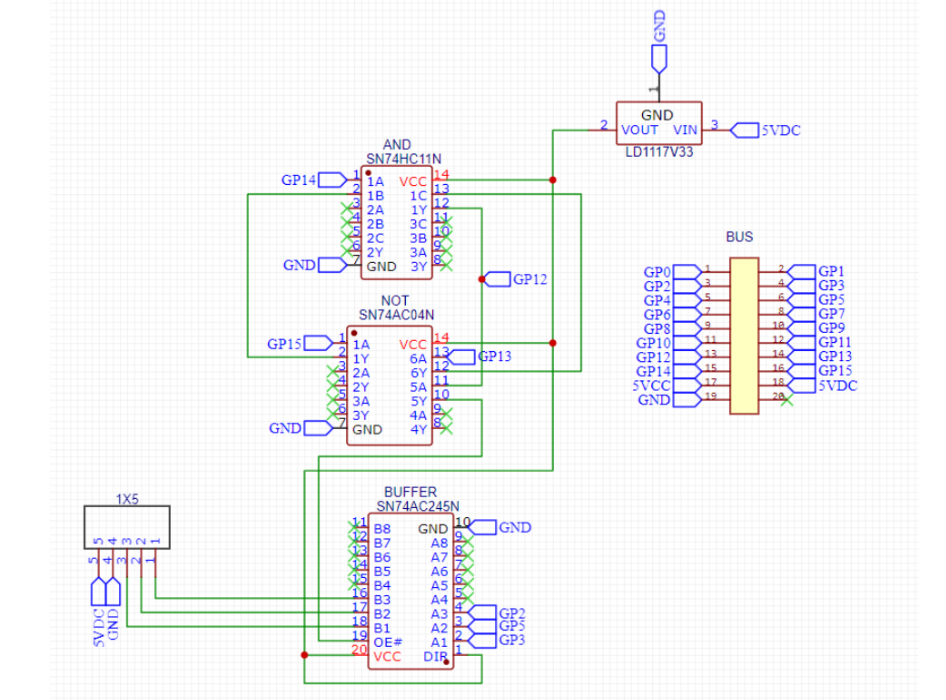 GND
1
GND
2 VOUT VIN 3 5VDC
LD1117V33
AND
SN74HC11N
GP14 1 1A VCC 14
2 1B 1C 13
3 2A 1Y 12
4 2B 3C 11
5 2C 3B 10
6 2Y 3A 9
GND 7 GND 3Y 8
GP12
NOT
SN74AC04N
GP15 1 1A VCC 14
2 1Y 6A 13 GP13
3 2A 6Y 12
4 2Y 5A 11
5 3A 5Y 10
6 3Y 4A 9
GND 7 GND 4Y 8
BUS
GP0 1 2 GP1
GP2 3 4 GP3
GP4 5 6 GP5
GP6 7 8 GP7
GP8 9 10 GP9
GP10 11 12 GP11
GP12 13 14 GP13
GP14 15 16 GP15
5VCC 17 18 5VDC
GND 19 20
BUFFER
SN74AC245N
11 B8 GND 10 GND
12 B7 A8 9
13 B6 A7 8
14 B5 A6 7
15 B4 A5 6
16 B3 A4 5
17 B2 A3 4 GP2
18 B1 A2 3 GP5
19 OE# A1 2 GP3
20 VCC DIR 1
1X5
5 4 3 2 1
5 4 3 2 1
5VDC
GND